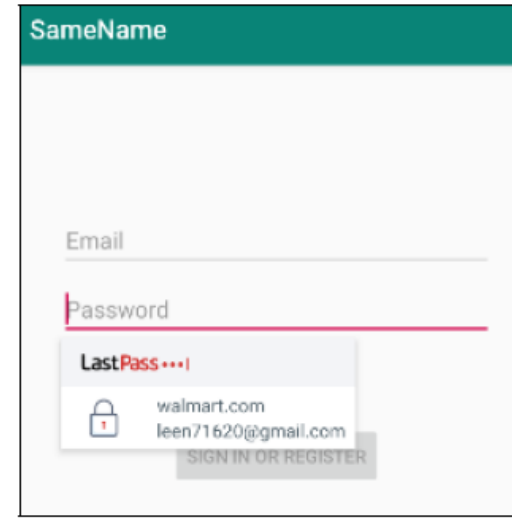 SameName
Email
Password
LastPass
walmart.com
leen71620@gmail.com
SIGN IN OR REGISTER